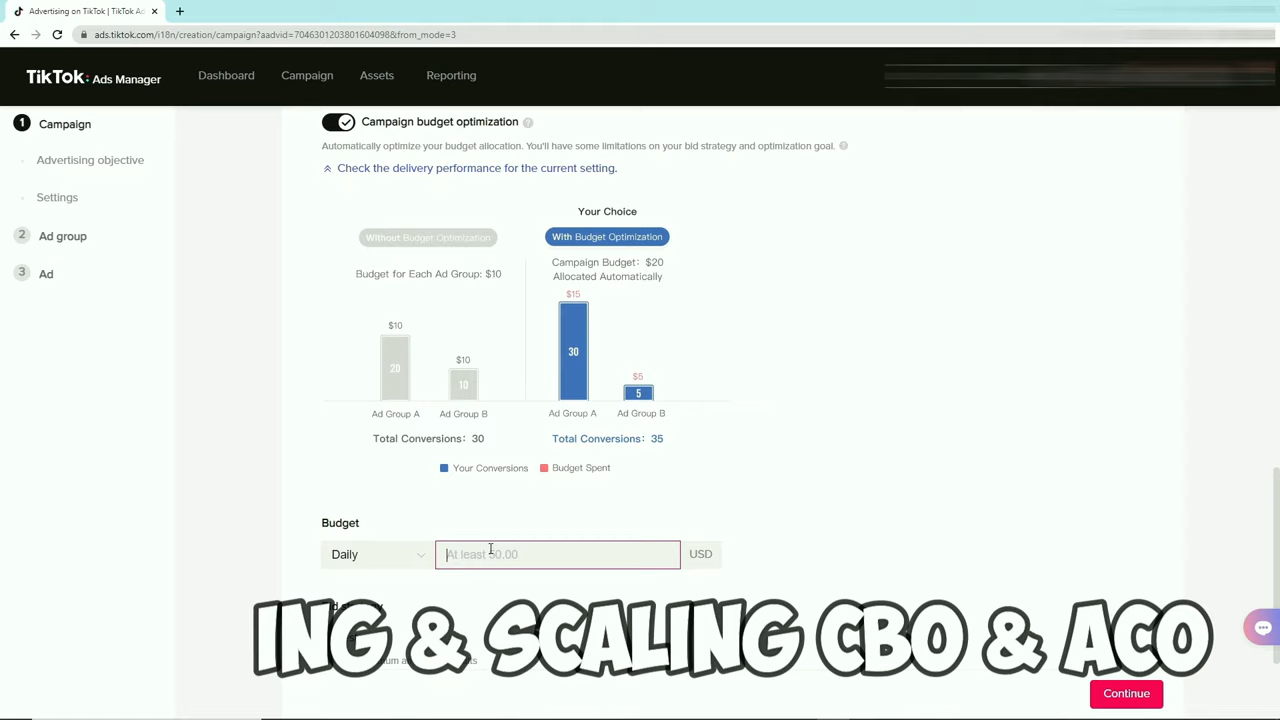 Advertising on TikTok | TikTok Ad
ads.tiktok.com/i18n/creation/campaign?aadvid=7046301203801604098&from_mode=3
TikTok: Ads Manager
Dashboard
Campaign
Assets
Reporting
1 Campaign
Advertising objective
Settings
2 Ad group
3 Ad
Campaign budget optimization
Automatically optimize your budget allocation. You'll have some limitations on your bid strategy and optimization goal.
Check the delivery performance for the current setting.
Your Choice
Without Budget Optimization
With Budget Optimization
Budget for Each Ad Group: $10
Campaign Budget: $20
Allocated Automatically
$10
20
$10
10
$15
30
$5
5
Ad Group A
Ad Group B
Ad Group A
Ad Group B
Total Conversions: 30
Total Conversions: 35
Your Conversions
Budget Spent
Budget
Daily
At least 50.00
USD
ING & SCALING CBO & ACO
Continue